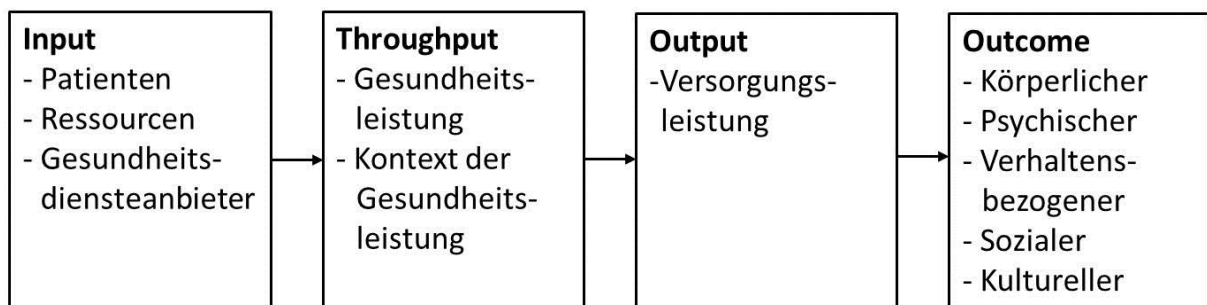 Input
- Patienten
- Ressourcen
- Gesundheits-
diensteanbieter
Throughput
- Gesundheits-
leistung
- Kontext der
Gesundheits-
leistung
Output
-Versorgungs-
leistung
Outcome
- Körperlicher
- Psychischer
- Verhaltens-
bezogener
- Sozialer
- Kultureller